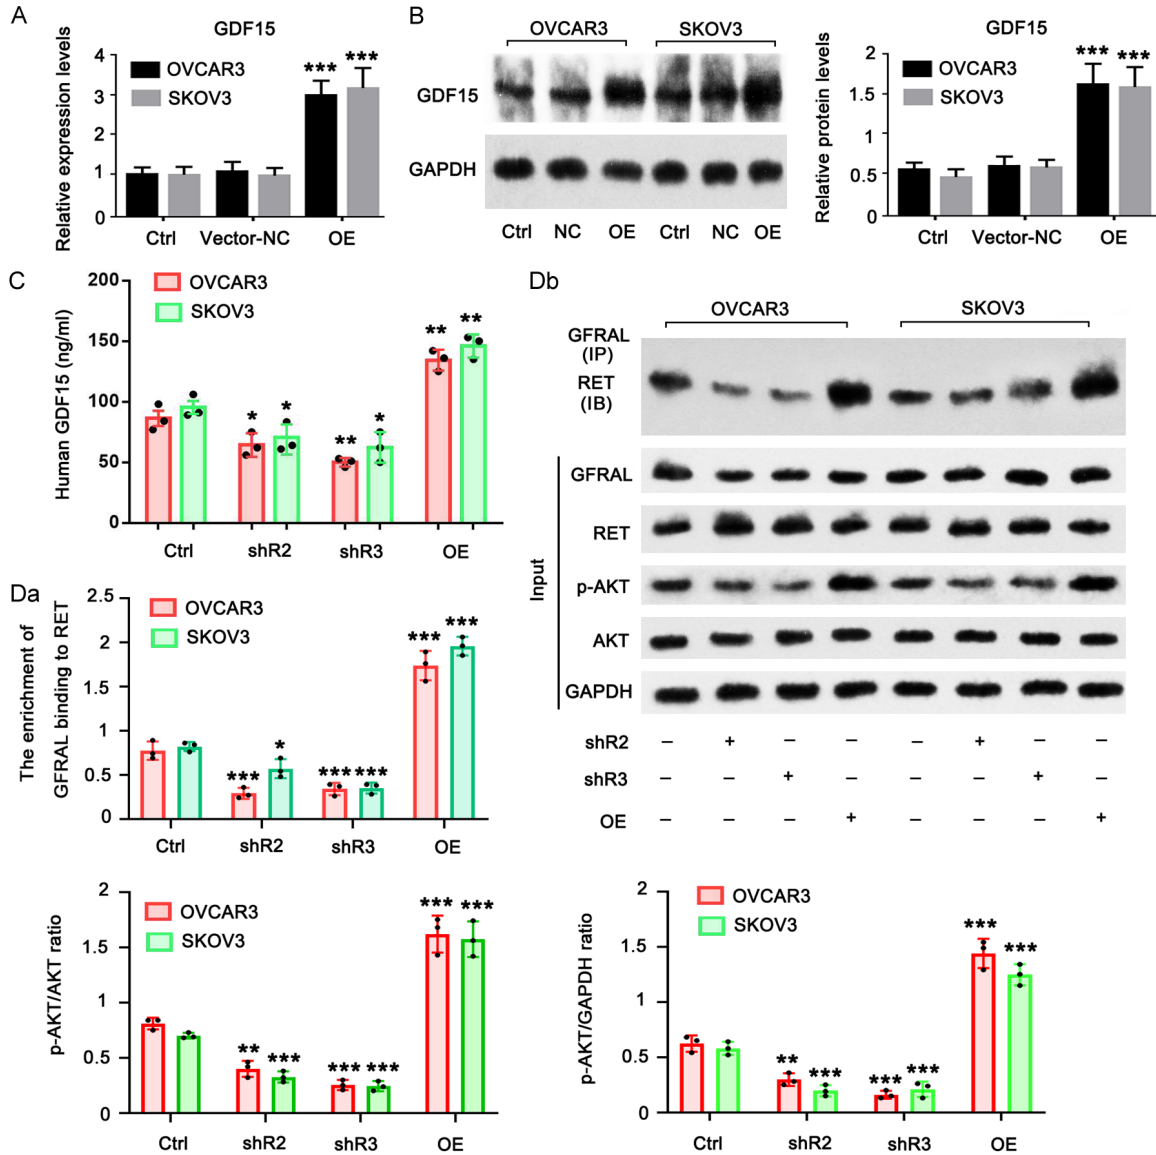 A
GDF15
Relative expression levels
4
3
2
1
0
OVCAR3
SKOV3
*** ***
Ctrl Vector-NC OE
B
OVCAR3 SKOV3
GDF15
GAPDH
Ctrl NC OE Ctrl NC OE
GDF15
Relative protein levels
2
1.5
1
0.5
0
OVCAR3
SKOV3
*** ***
Ctrl Vector-NC OE
C
Human GDF15 (ng/ml)
200
150
100
50
0
OVCAR3
SKOV3
* * ** * ** **
Ctrl shR2 shR3 OE
Da
The enrichment of
GFRAL binding to RET
2.5
2
1.5
1
0.5
0
OVCAR3
SKOV3
*** * *** *** *** ***
Ctrl shR2 shR3 OE
Db
OVCAR3 SKOV3
GFRAL
(IP)
RET
(IB)
Input
GFRAL
RET
p-AKT
AKT
GAPDH
shR2 – + – – – + – –
shR3 – – + – – – + –
OE – – – + – – – +
p-AKT/AKT ratio
2
1.5
1
0.5
0
OVCAR3
SKOV3
** *** *** *** *** ***
Ctrl shR2 shR3 OE
p-AKT/GAPDH ratio
2
1.5
1
0.5
0
OVCAR3
SKOV3
** *** *** *** *** ***
Ctrl shR2 shR3 OE